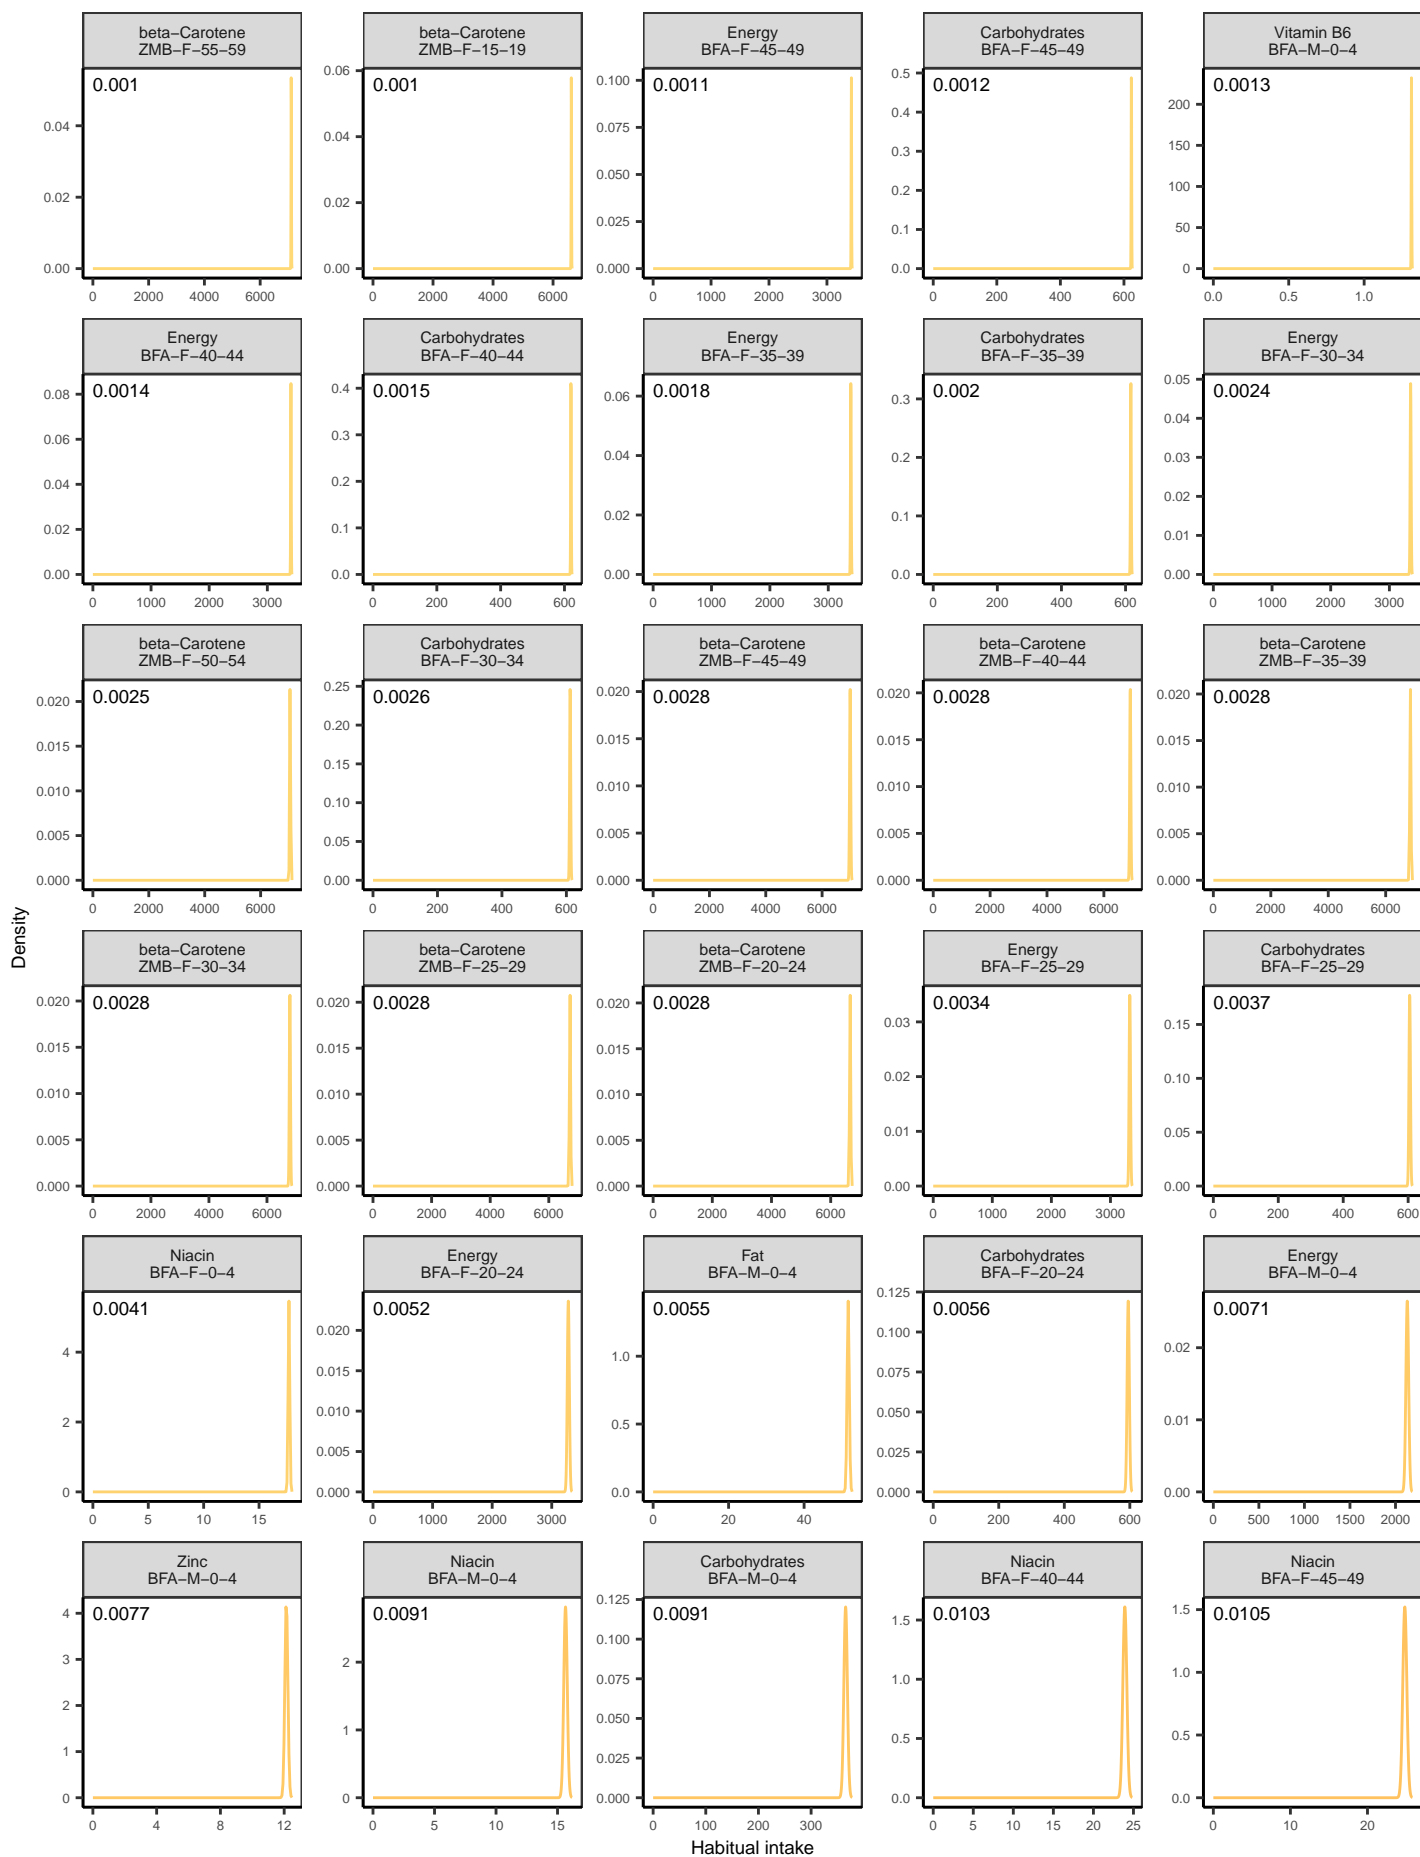 beta−Carotene
ZMB−F−55−59
beta−Carotene
ZMB−F−15−19
Energy
BFA−F−45−49
Carbohydrates
BFA−F−45−49
Vitamin B6
BFA−M−0−4
0.001
0.001
0.0011
0.0012
0.0013
0.04
0.02
0.00
0 2000 4000 6000
0.06
0.04
0.02
0.00
0 2000 4000 6000
0.100
0.075
0.050
0.025
0.000
0 1000 2000 3000
0.5
0.4
0.3
0.2
0.1
0.0
0 200 400 600
200
150
100
50
0
0.0 0.5 1.0
Energy
BFA−F−40−44
Carbohydrates
BFA−F−40−44
Energy
BFA−F−35−39
Carbohydrates
BFA−F−35−39
Energy
BFA−F−30−34
0.0014
0.0015
0.0018
0.002
0.0024
0.08
0.06
0.04
0.02
0.00
0 1000 2000 3000
0.4
0.3
0.2
0.1
0.0
0 200 400 600
0.06
0.04
0.02
0.00
0 1000 2000 3000
0.3
0.2
0.1
0.0
0 200 400 600
0.05
0.04
0.03
0.02
0.01
0.00
0 1000 2000 3000
beta−Carotene
ZMB−F−50−54
Carbohydrates
BFA−F−30−34
beta−Carotene
ZMB−F−45−49
beta−Carotene
ZMB−F−40−44
beta−Carotene
ZMB−F−35−39
0.0025
0.0026
0.0028
0.0028
0.0028
0.020
0.015
0.010
0.005
0.000
0 2000 4000 6000
0.25
0.20
0.15
0.10
0.05
0.00
0 200 400 600
0.020
0.015
0.010
0.005
0.000
0 2000 4000 6000
0.020
0.015
0.010
0.005
0.000
0 2000 4000 6000
0.020
0.015
0.010
0.005
0.000
0 2000 4000 6000
Density
beta−Carotene
ZMB−F−30−34
beta−Carotene
ZMB−F−25−29
beta−Carotene
ZMB−F−20−24
Energy
BFA−F−25−29
Carbohydrates
BFA−F−25−29
0.0028
0.0028
0.0028
0.0034
0.0037
0.020
0.015
0.010
0.005
0.000
0 2000 4000 6000
0.020
0.015
0.010
0.005
0.000
0 2000 4000 6000
0.020
0.015
0.010
0.005
0.000
0 2000 4000 6000
0.03
0.02
0.01
0.00
0 1000 2000 3000
0.15
0.10
0.05
0.00
0 200 400 600
Niacin
BFA−F−0−4
Energy
BFA−F−20−24
Fat
BFA−M−0−4
Carbohydrates
BFA−F−20−24
Energy
BFA−M−0−4
0.0041
0.0052
0.0055
0.0056
0.0071
4
2
0
0 5 10 15
0.020
0.015
0.010
0.005
0.000
0 1000 2000 3000
1.0
0.5
0.0
0 20 40
0.125
0.100
0.075
0.050
0.025
0.000
0 200 400 600
0.02
0.01
0.00
0 500 1000 1500 2000
Zinc
BFA−M−0−4
Niacin
BFA−M−0−4
Carbohydrates
BFA−M−0−4
Niacin
BFA−F−40−44
Niacin
BFA−F−45−49
0.0077
0.0091
0.0091
0.0103
0.0105
4
3
2
1
0
0 4 8 12
2
1
0
0 5 10 15
0.125
0.100
0.075
0.050
0.025
0.000
0 100 200 300
1.5
1.0
0.5
0.0
0 5 10 15 20 25
1.5
1.0
0.5
0.0
0 10 20
Habitual intake